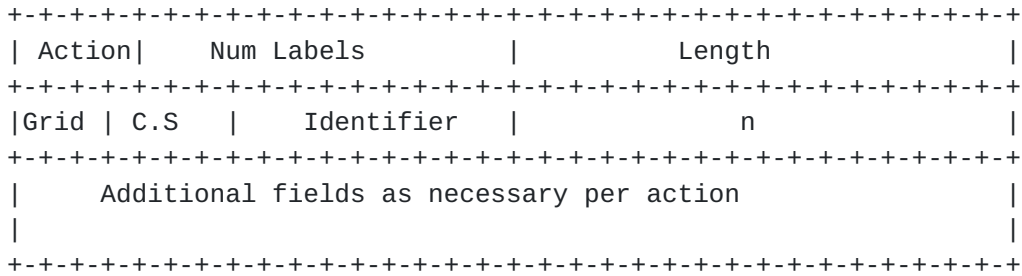 +-+-+-+-+-+-+-+-+-+-+-+-+-+-+-+-+-+-+-+-+-+-+-+-+-+-+-+-+-+-+-+-+
| Action|    Num Labels         |          Length               |
+-+-+-+-+-+-+-+-+-+-+-+-+-+-+-+-+-+-+-+-+-+-+-+-+-+-+-+-+-+-+-+-+
|Grid | C.S   |    Identifier   |              n                |
+-+-+-+-+-+-+-+-+-+-+-+-+-+-+-+-+-+-+-+-+-+-+-+-+-+-+-+-+-+-+-+-+
|     Additional fields as necessary per action                 |
|                                                               |
+-+-+-+-+-+-+-+-+-+-+-+-+-+-+-+-+-+-+-+-+-+-+-+-+-+-+-+-+-+-+-+-+